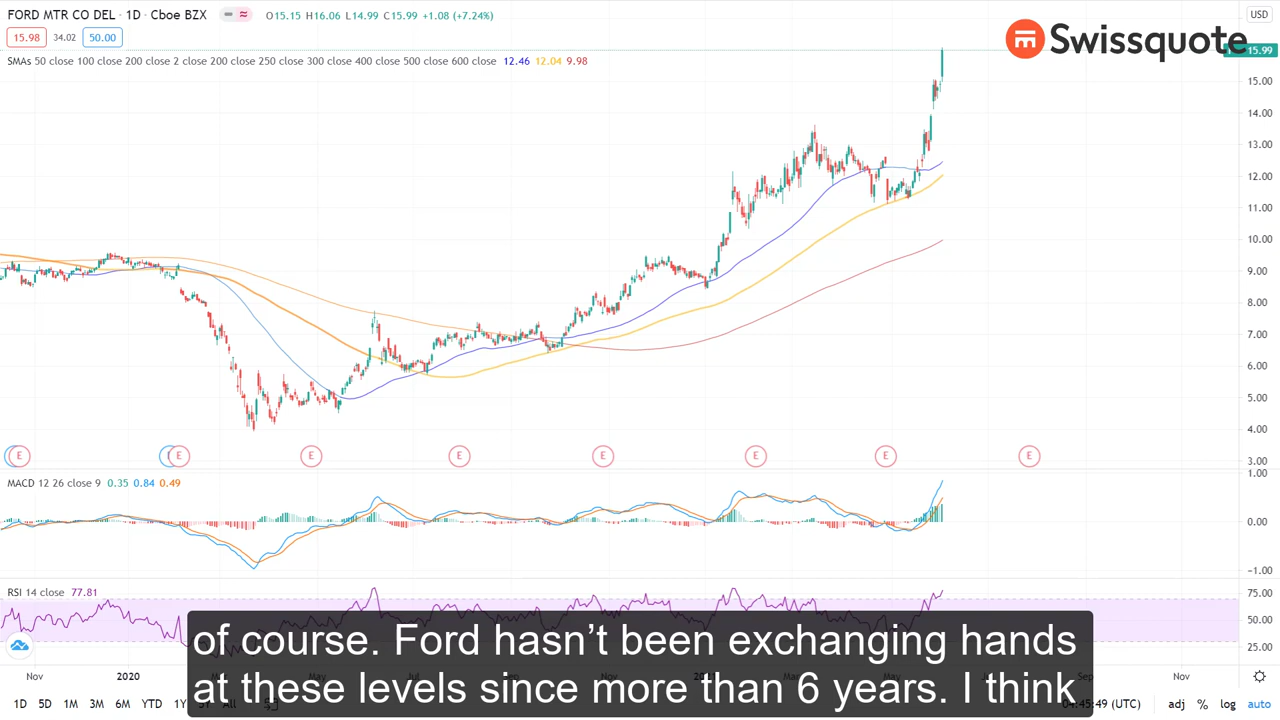 FORD MTR CO DEL · 1D · Cboe BZX O15.15 H16.06 L14.99 C15.99 +1.08 (+7.24%) USD
Swissquote
15.98 34.02 50.00
15.99
SMAs 50 close 100 close 200 close 2 close 200 close 250 close 300 close 400 close 500 close 600 close 12.46 12.04 9.98
15.00
14.00
13.00
12.00
11.00
10.00
9.00
8.00
7.00
6.00
5.00
4.00
E E E E E E E E
3.00
1.00
MACD 12 26 close 9 0.35 0.84 0.49
0.00
−1.00
RSI 14 close 77.81
75.00
50.00
25.00
of course. Ford hasn’t been exchanging hands
at these levels since more than 6 years. I think
Nov 2020 Nov
1D 5D 1M 3M 6M YTD 1Y All 04:45:49 (UTC) adj % log auto